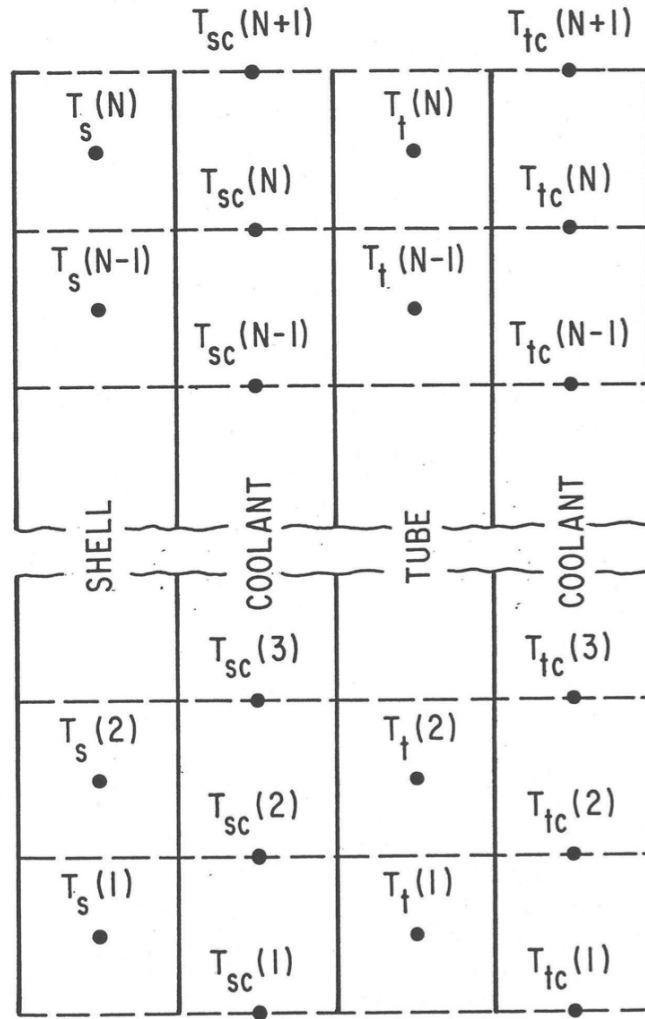 T_sc(N+1) T_tc(N+1)
T_s(N) T_t(N)
T_sc(N) T_tc(N)
T_s(N-1) T_t(N-1)
T_sc(N-1) T_tc(N-1)
SHELL
COOLANT
TUBE
COOLANT
T_sc(3) T_tc(3)
T_s(2) T_t(2)
T_sc(2) T_tc(2)
T_s(1) T_t(1)
T_sc(1) T_tc(1)